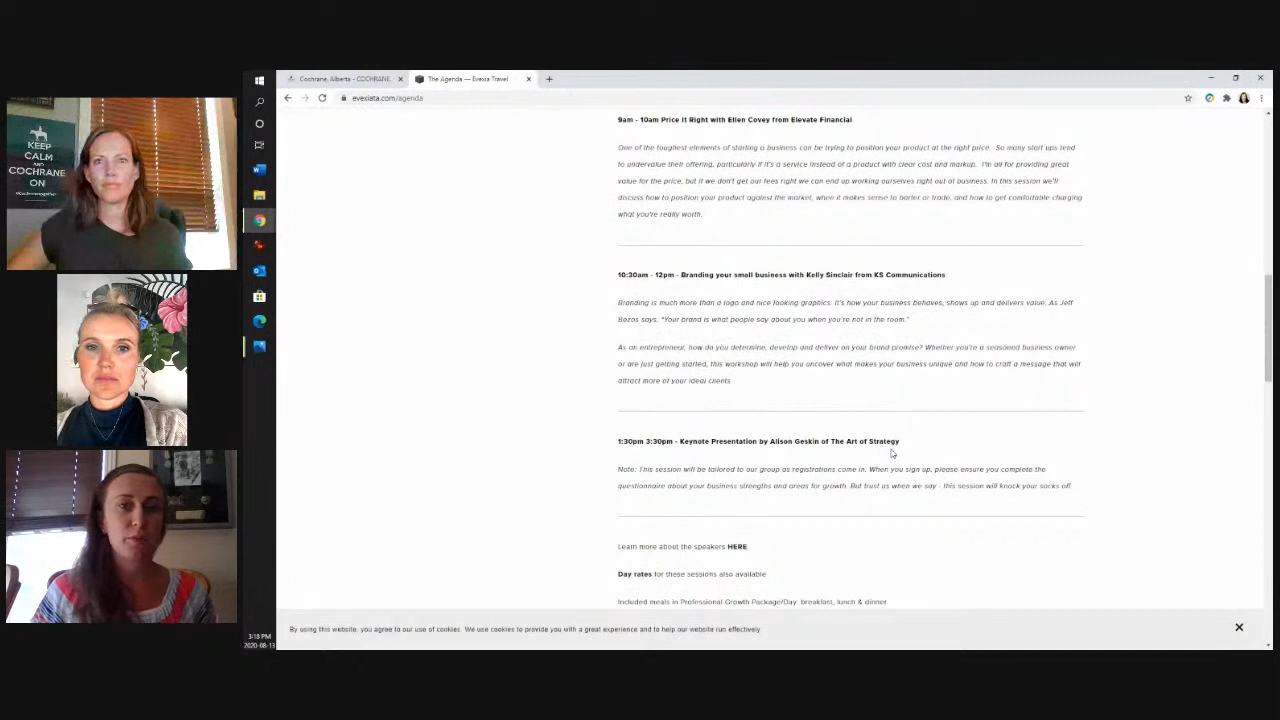 KEEP
CALM
AND
COCHRANE
ON
Cochrane, Alberta - COCHRANE
The Agenda — Evexia Travel
evexiata.com/agenda
9am - 10am Price It Right with Ellen Covey from Elevate Financial
One of the toughest elements of starting a business can be trying to position your product at the right price. So many start ups tend
to undervalue their offering, particularly if it's a service instead of a product with clear cost and markup. I'm all for providing great
value for the price, but if we don't get our fees right we can end up working ourselves right out of business. In this session we'll
discuss how to position your product against the market, when it makes sense to barter or trade, and how to get comfortable charging
what you're really worth.
10:30am - 12pm - Branding your small business with Kelly Sinclair from KS Communications
Branding is much more than a logo and nice looking graphics. It's how your business behaves, shows up and delivers value. As Jeff
Bezos says, "Your brand is what people say about you when you're not in the room."
As an entrepreneur, how do you determine, develop and deliver on your brand promise? Whether you're a seasoned business owner
or are just getting started, this workshop will help you uncover what makes your business unique and how to craft a message that will
attract more of your ideal clients.
1:30pm 3:30pm - Keynote Presentation by Alison Geskin of The Art of Strategy
Note: This session will be tailored to our group as registrations come in. When you sign up, please ensure you complete the
questionnaire about your business strengths and areas for growth. But trust us when we say - this session will knock your socks off.
Learn more about the speakers HERE.
Day rates for these sessions also available
Included meals in Professional Growth Package/Day: breakfast, lunch & dinner
By using this website, you agree to our use of cookies. We use cookies to provide you with a great experience and to help our website run effectively.
3:18 PM
2020-08-13